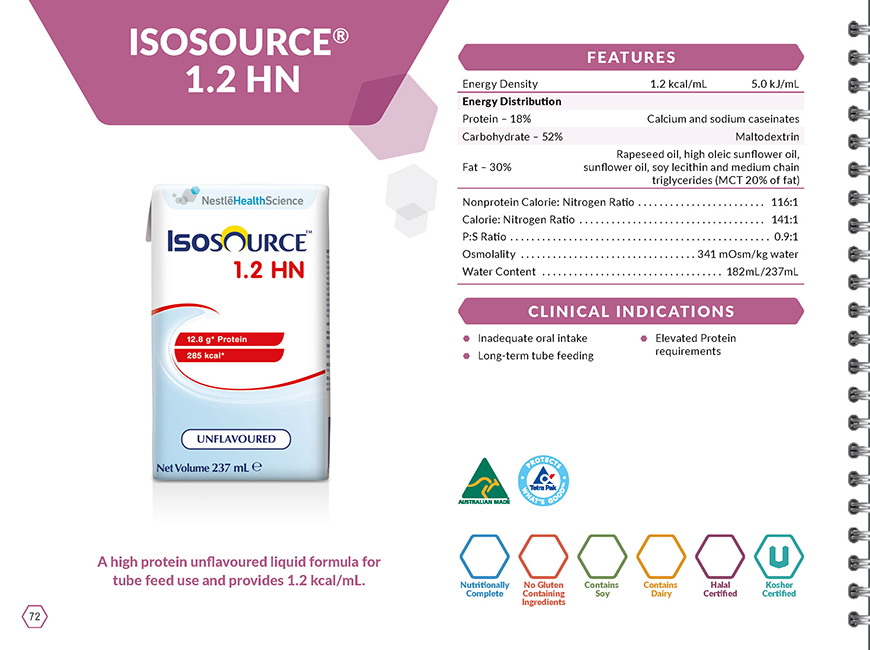 ISOSOURCE®
1.2 HN
NestléHealthScience
ISOSOURCE™
1.2 HN
12.8 g* Protein
285 kcal*
UNFLAVOURED
Net Volume 237 mL ℮
A high protein unflavoured liquid formula for
tube feed use and provides 1.2 kcal/mL.
72
FEATURES
Energy Density 1.2 kcal/mL 5.0 kJ/mL
Energy Distribution
Protein – 18% Calcium and sodium caseinates
Carbohydrate – 52% Maltodextrin
Fat – 30% Rapeseed oil, high oleic sunflower oil,
sunflower oil, soy lecithin and medium chain
triglycerides (MCT 20% of fat)
Nonprotein Calorie: Nitrogen Ratio ........................ 116:1
Calorie: Nitrogen Ratio ................................... 141:1
P:S Ratio ................................................. 0.9:1
Osmolality ................................ 341 mOsm/kg water
Water Content .................................. 182mL/237mL
CLINICAL INDICATIONS
Inadequate oral intake
Long-term tube feeding
Elevated Protein
requirements
AUSTRALIAN MADE
PROTECTS
Tetra Pak
WHAT'S GOOD™
Nutritionally
Complete
No Gluten
Containing
Ingredients
Contains
Soy
Contains
Dairy
Halal
Certified
U
Kosher
Certified